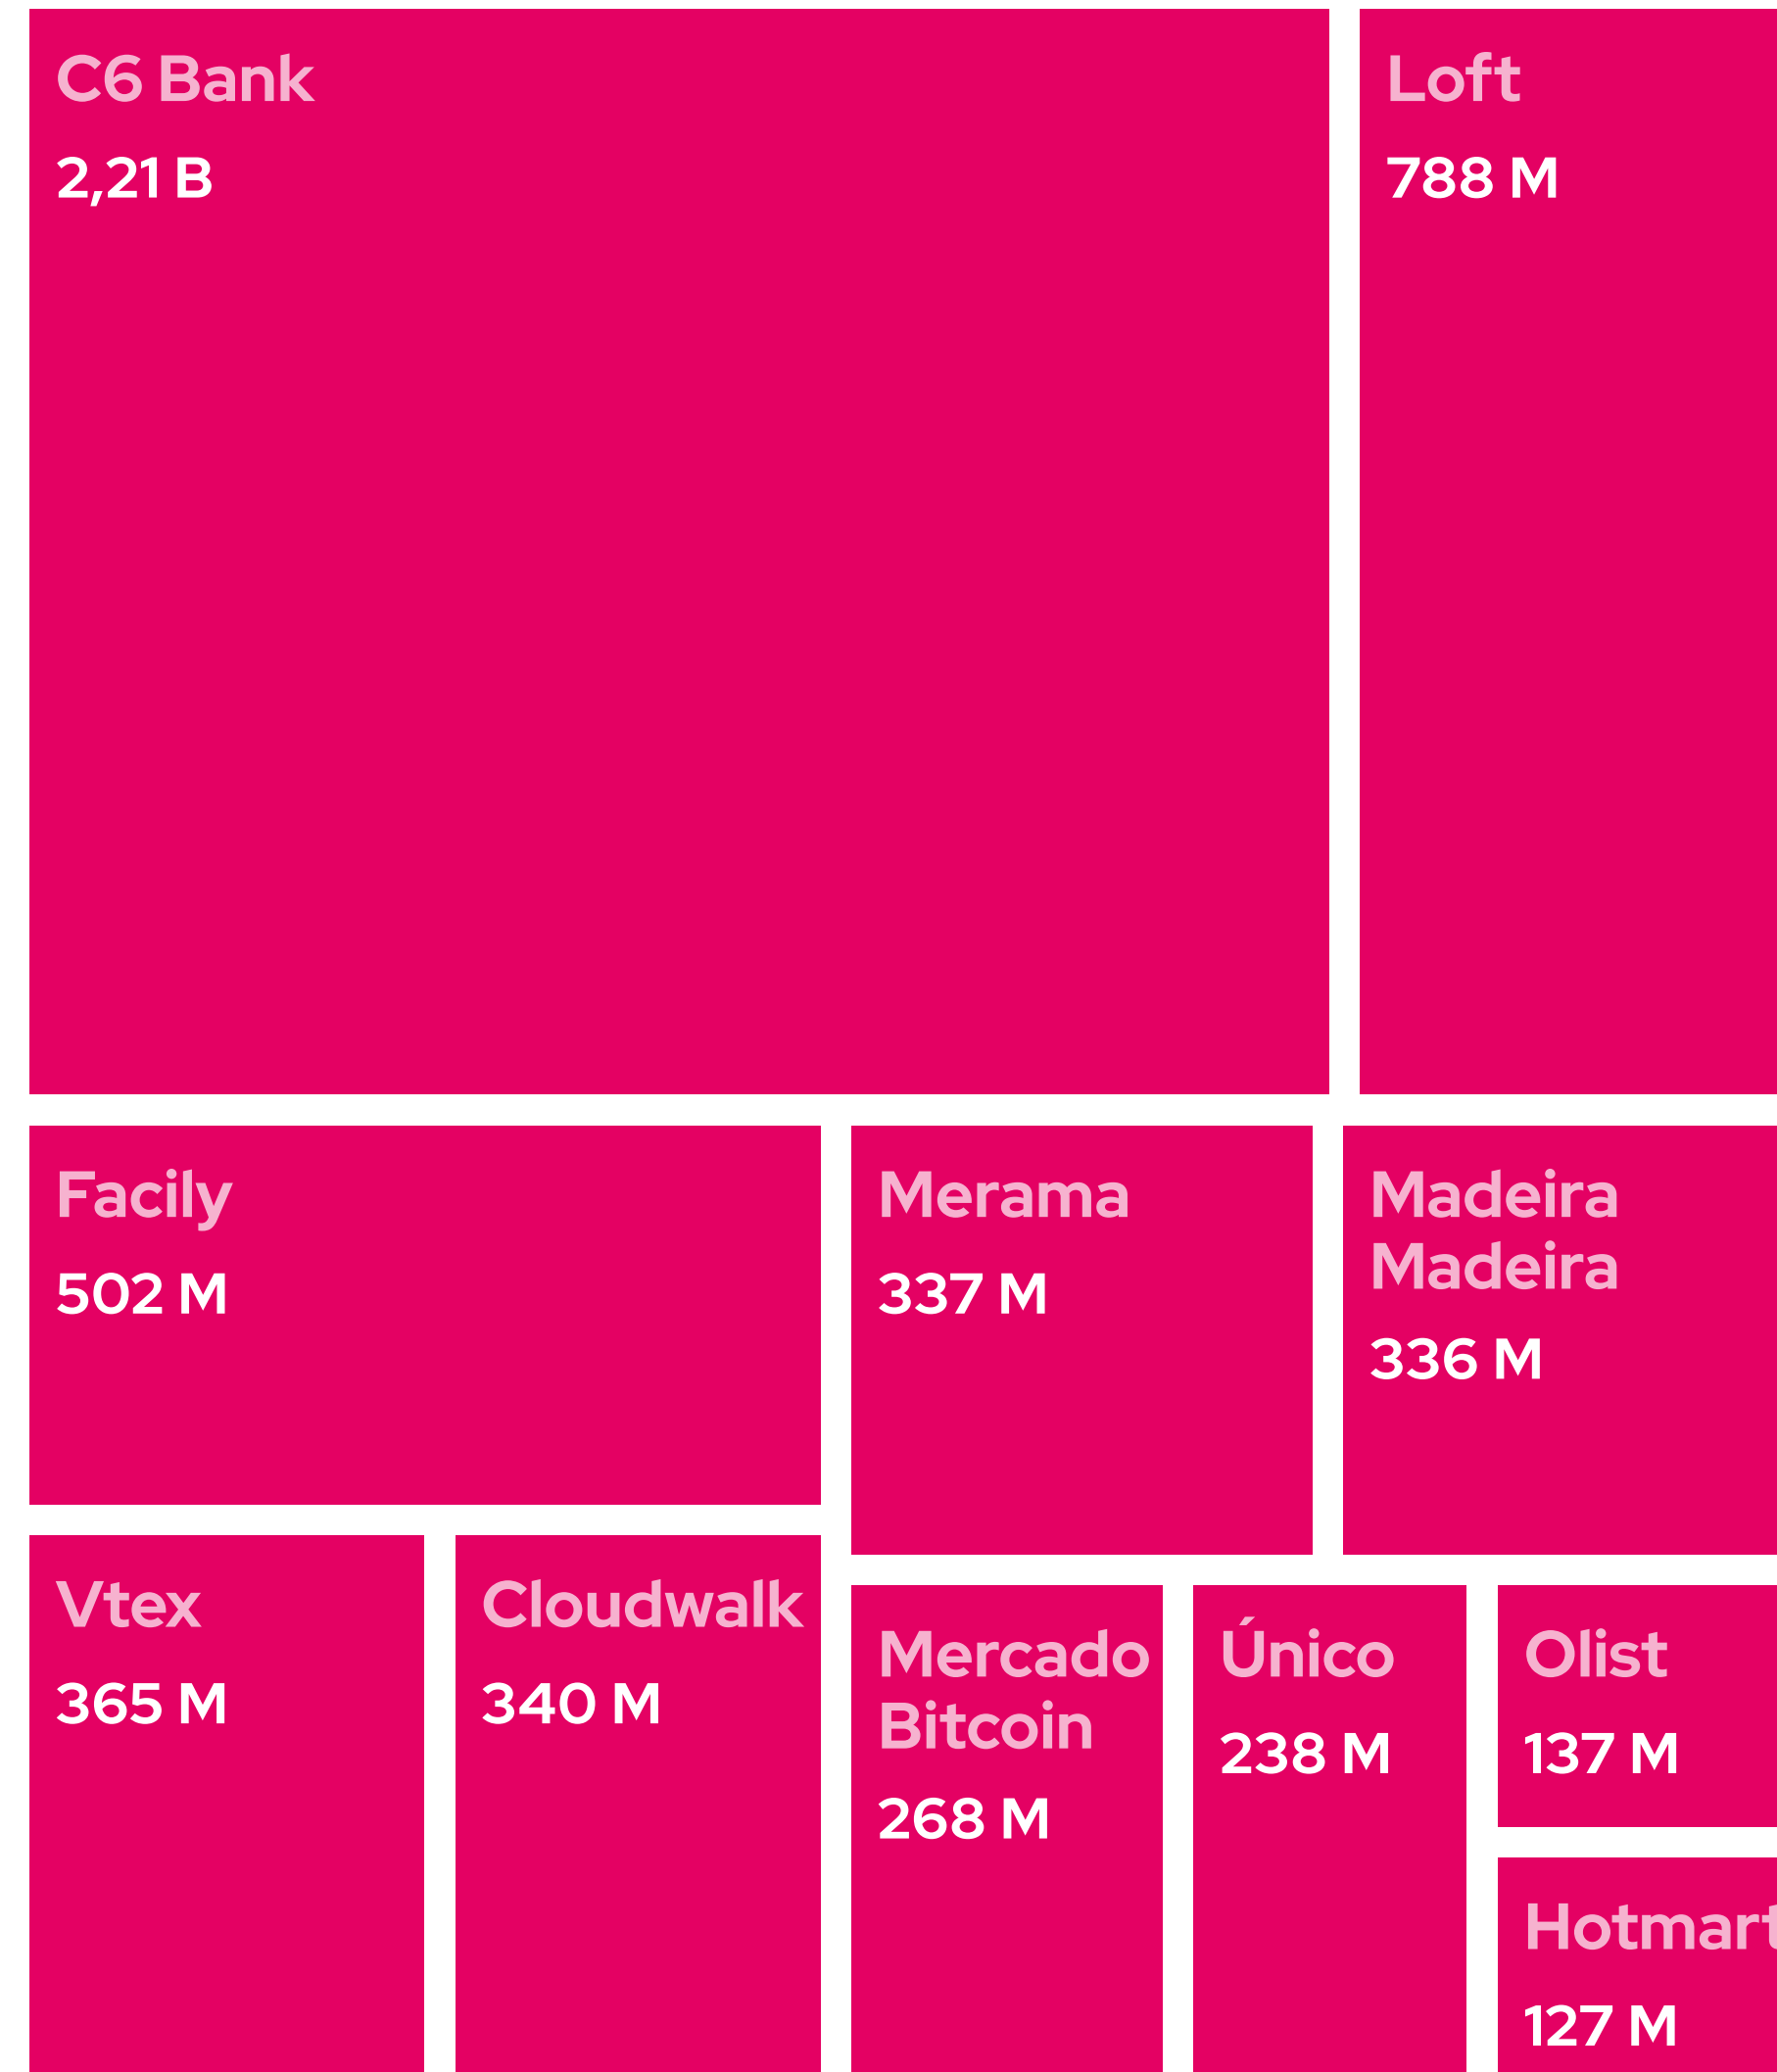 C6 Bank
2,21 B
Loft
788 M
Facily
502 M
Merama
337 M
Madeira
Madeira
336 M
Vtex
365 M
Cloudwalk
340 M
Mercado
Bitcoin
268 M
Único
238 M
Olist
137 M
Hotmart
127 M